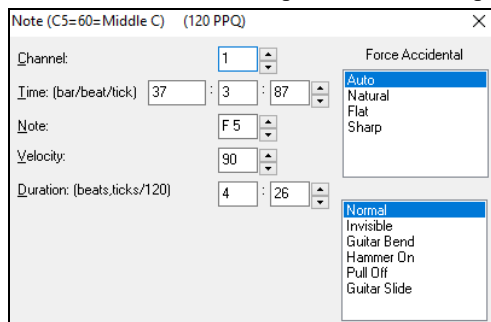 Note (C5=60=Middle C) (120 PPQ)
Channel: 1
Force Accidental
Time: (bar/beat/tick) 37 : 3 : 87
Note: F 5
Velocity: 90
Duration: (beats,ticks/120) 4 : 26
Auto
Natural
Flat
Sharp
Normal
Invisible
Guitar Bend
Hammer On
Pull Off
Guitar Slide